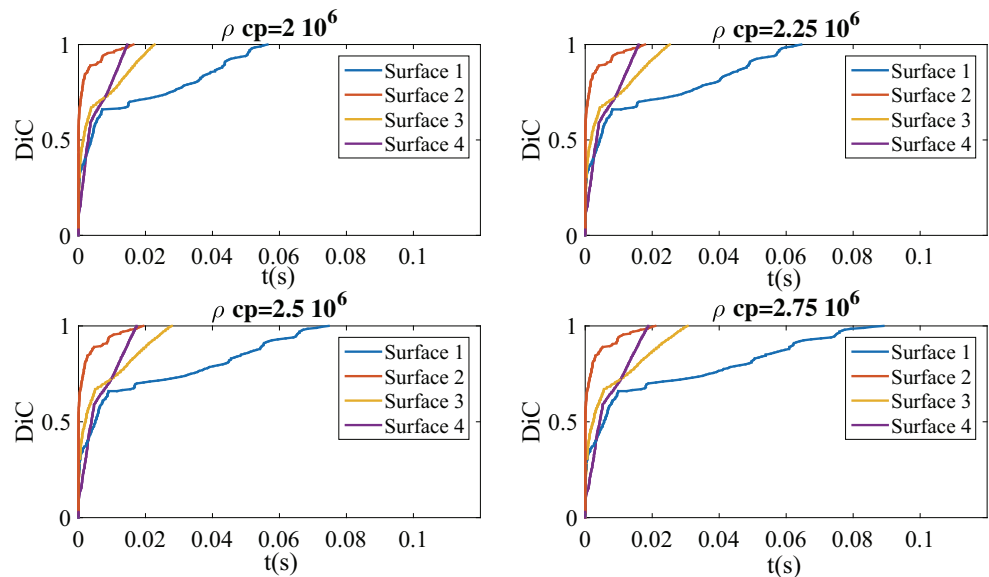 ρ cp=2 10^6
DiC
1
0.5
0
0 0.02 0.04 0.06 0.08 0.1
t(s)
Surface 1
Surface 2
Surface 3
Surface 4
ρ cp=2.25 10^6
DiC
1
0.5
0
0 0.02 0.04 0.06 0.08 0.1
t(s)
Surface 1
Surface 2
Surface 3
Surface 4
ρ cp=2.5 10^6
DiC
1
0.5
0
0 0.02 0.04 0.06 0.08 0.1
t(s)
Surface 1
Surface 2
Surface 3
Surface 4
ρ cp=2.75 10^6
DiC
1
0.5
0
0 0.02 0.04 0.06 0.08 0.1
t(s)
Surface 1
Surface 2
Surface 3
Surface 4